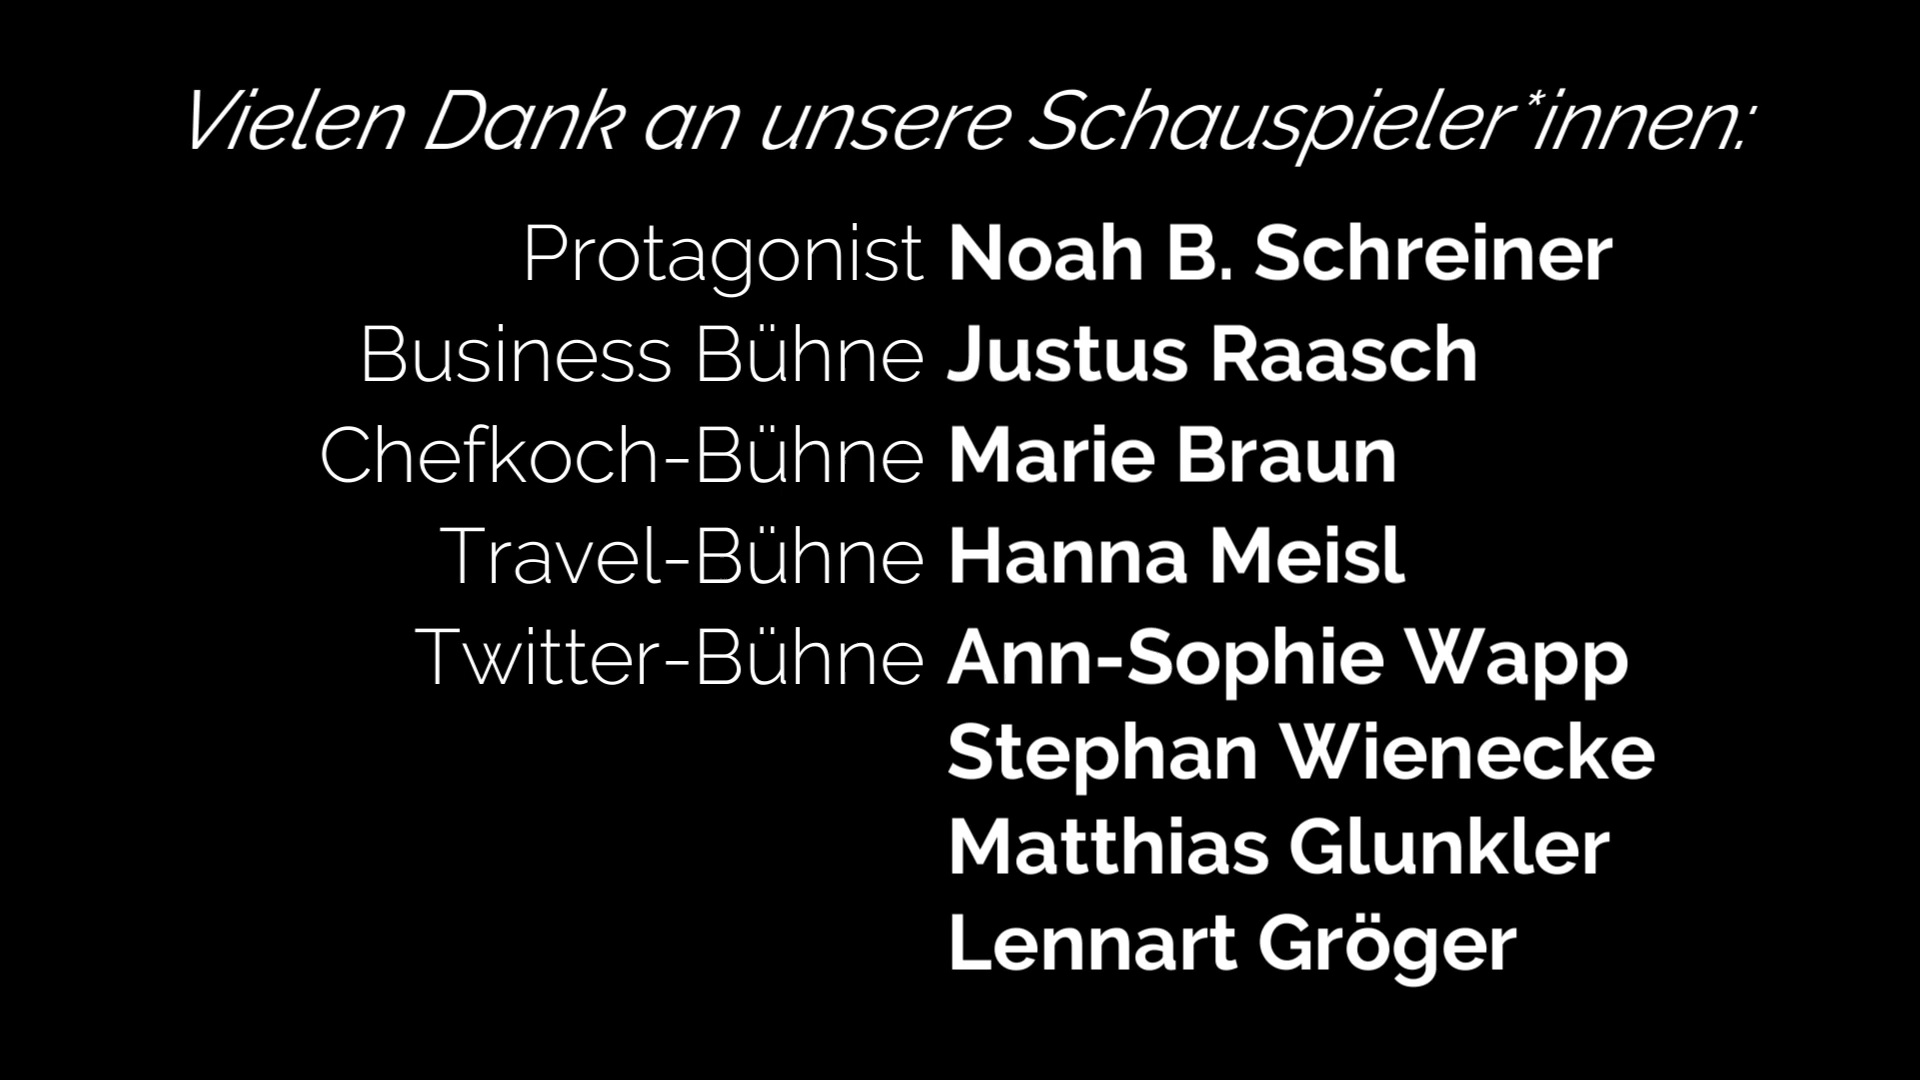 Vielen Dank an unsere Schauspieler*innen:
Protagonist Noah B. Schreiner
Business Bühne Justus Raasch
Chefkoch-Bühne Marie Braun
Travel-Bühne Hanna Meisl
Twitter-Bühne Ann-Sophie Wapp
Stephan Wienecke
Matthias Glunkler
Lennart Gröger